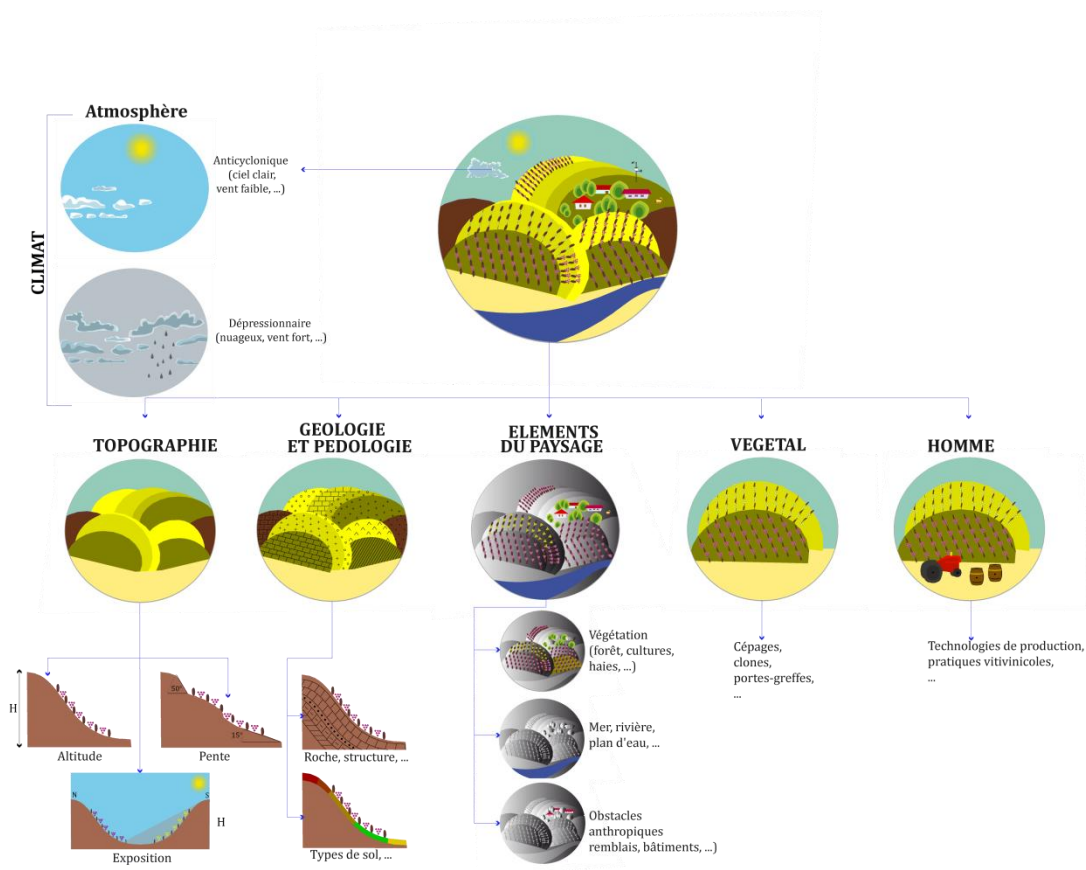 Atmosphère
CLIMAT
Anticyclonique
(ciel clair,
vent faible, ...)
Dépressionnaire
(nuageux, vent fort, ...)
TOPOGRAPHIE
GEOLOGIE
ET PEDOLOGIE
ELEMENTS
DU PAYSAGE
VEGETAL
HOMME
H
Altitude
50°
15°
Pente
N
S
H
Exposition
Roche, structure, ...
Types de sol, ...
Végétation
(forêt, cultures,
haies, ...)
Mer, rivière,
plan d'eau, ...
Obstacles
anthropiques
remblais, bâtiments, ...)
Cépages,
clones,
portes-greffes,
...
Technologies de production,
pratiques vitivinicoles,
...